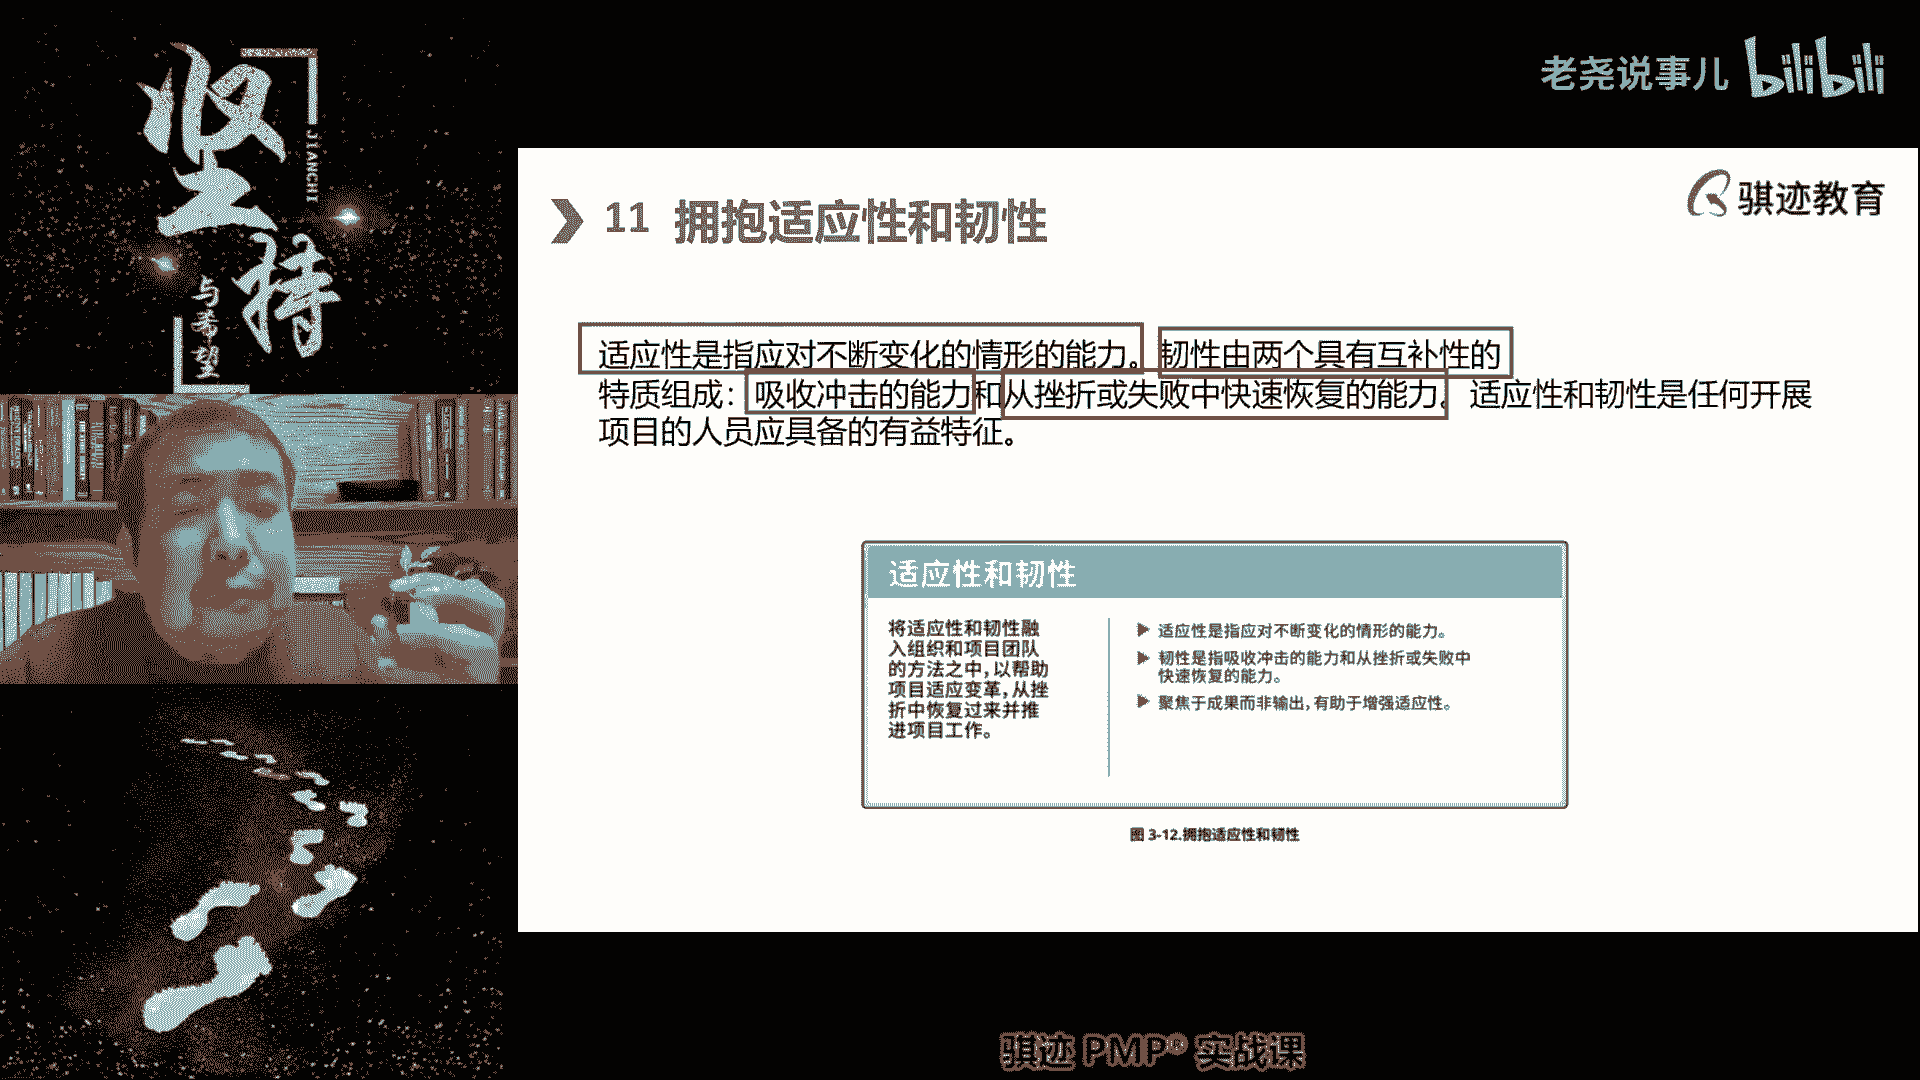 坚持
JIANCHI
与希望
老尧说事儿 bilibili
骐迹教育
11 拥抱适应性和韧性
适应性是指应对不断变化的情形的能力。韧性由两个具有互补性的
特质组成：吸收冲击的能力和从挫折或失败中快速恢复的能力。适应性和韧性是任何开展
项目的人员应具备的有益特征。
适应性和韧性
将适应性和韧性融
入组织和项目团队
的方法之中，以帮助
项目适应变革，从挫
折中恢复过来并推
进项目工作。
适应性是指应对不断变化的情形的能力。
韧性是指吸收冲击的能力和从挫折或失败中
快速恢复的能力。
聚焦于成果而非输出，有助于增强适应性。
图 3-12.拥抱适应性和韧性
骐迹 PMP® 实战课